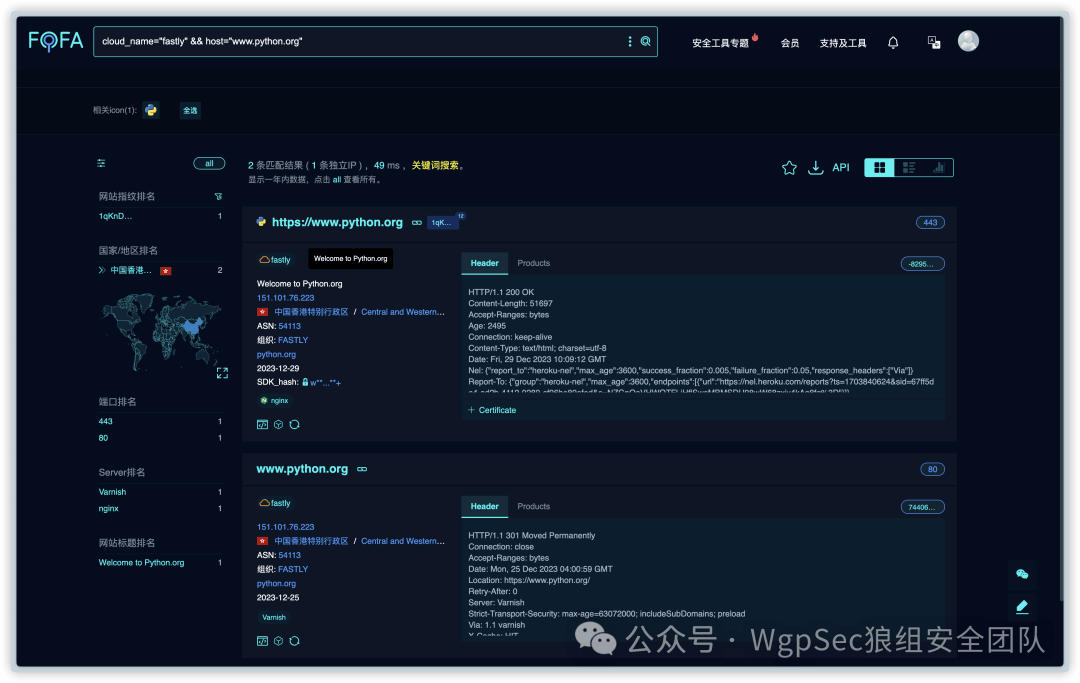 FOFA
cloud_name="fastly" && host="www.python.org"
安全工具专题
会员
支持及工具
相关icon(1):
全选
all
2 条匹配结果 ( 1 条独立IP ) ， 49 ms ， 关键词搜索。
显示一年内数据，点击 all 查看所有。
API
网站指纹排名
1qKnD... 1
国家/地区排名
中国香港... 2
端口排名
443 1
80 1
Server排名
Varnish 1
nginx 1
网站标题排名
Welcome to Python.org 1
https://www.python.org
1qK...
12
443
fastly
Welcome to Python.org
Welcome to Python.org
151.101.76.223
中国香港特别行政区 / Central and Western...
ASN: 54113
组织: FASTLY
python.org
2023-12-29
SDK_hash: w**...**+
nginx
Header
Products
-8295...
HTTP/1.1 200 OK
Content-Length: 51697
Accept-Ranges: bytes
Age: 2495
Connection: keep-alive
Content-Type: text/html; charset=utf-8
Date: Fri, 29 Dec 2023 10:09:12 GMT
Nel: {"report_to":"heroku-nel","max_age":3600,"success_fraction":0.005,"failure_fraction":0.05,"response_headers":["Via"]}
Report-To: {"group":"heroku-nel","max_age":3600,"endpoints":[{"url":"https://nel.heroku.com/reports?ts=1703840624&sid=67ff5d
+ Certificate
www.python.org
80
fastly
151.101.76.223
中国香港特别行政区 / Central and Western...
ASN: 54113
组织: FASTLY
python.org
2023-12-25
Varnish
Header
Products
74406...
HTTP/1.1 301 Moved Permanently
Connection: close
Accept-Ranges: bytes
Date: Mon, 25 Dec 2023 04:00:59 GMT
Location: https://www.python.org/
Retry-After: 0
Server: Varnish
Strict-Transport-Security: max-age=63072000; includeSubDomains; preload
Via: 1.1 varnish
X-Cache: HIT
公众号 · WgpSec狼组安全团队